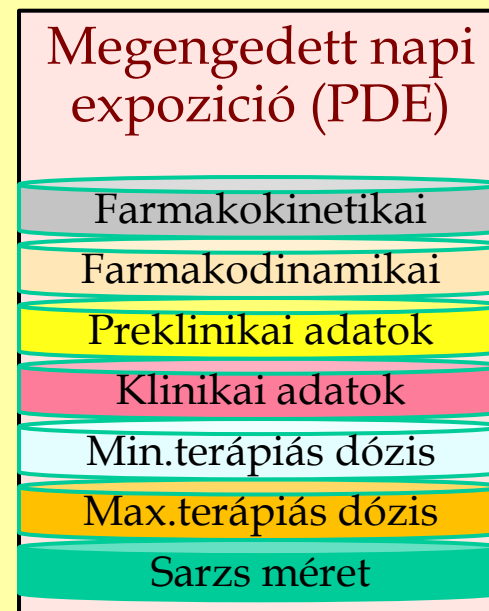 Megengedett napi
expozició (PDE)
Farmakokinetikai
Farmakodinamikai
Preklinikai adatok
Klinikai adatok
Min.terápiás dózis
Max.terápiás dózis
Sarzs méret